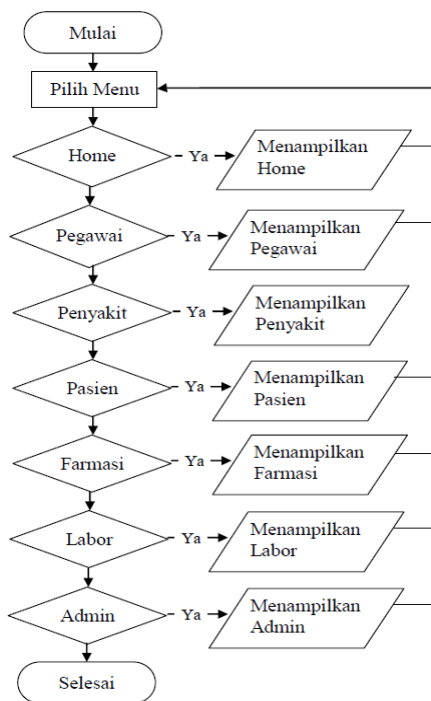 Mulai
Pilih Menu
Home
Ya
Menampilkan
Home
Pegawai
Ya
Menampilkan
Pegawai
Penyakit
Ya
Menampilkan
Penyakit
Pasien
Ya
Menampilkan
Pasien
Farmasi
Ya
Menampilkan
Farmasi
Labor
Ya
Menampilkan
Labor
Admin
Ya
Menampilkan
Admin
Selesai